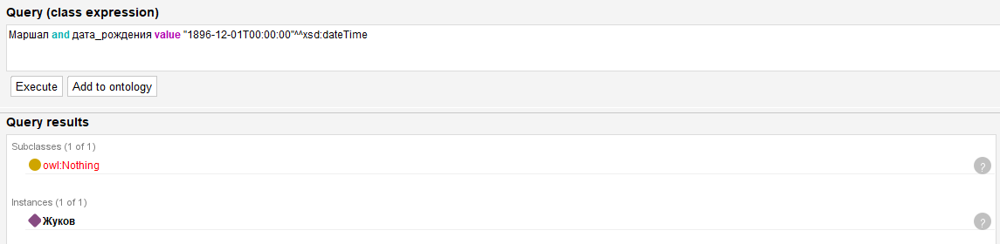 Query (class expression)
Маршал and дата_рождения value "1896-12-01T00:00:00"^^xsd:dateTime
Execute Add to ontology
Query results
Subclasses (1 of 1)
owl:Nothing ?
Instances (1 of 1)
Жуков ?